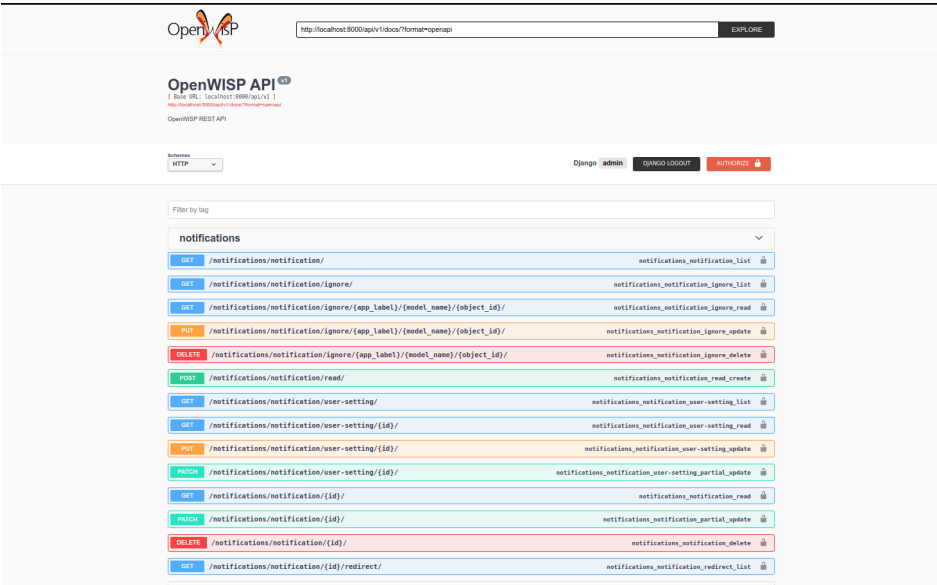 OpenWISP
http://localhost:8000/api/v1/docs/?format=openapi EXPLORE
OpenWISP API v1
[ Base URL: localhost:8000/api/v1 ]
http://localhost:8000/api/v1/docs/?format=openapi
OpenWISP REST API
Schemes
HTTP Django admin DJANGO LOGOUT AUTHORIZE
Filter by tag
notifications
GET /notifications/notification/ notifications_notification_list
GET /notifications/notification/ignore/ notifications_notification_ignore_list
GET /notifications/notification/ignore/{app_label}/{model_name}/{object_id}/ notifications_notification_ignore_read
PUT /notifications/notification/ignore/{app_label}/{model_name}/{object_id}/ notifications_notification_ignore_update
DELETE /notifications/notification/ignore/{app_label}/{model_name}/{object_id}/ notifications_notification_ignore_delete
POST /notifications/notification/read/ notifications_notification_read_create
GET /notifications/notification/user-setting/ notifications_notification_user-setting_list
GET /notifications/notification/user-setting/{id}/ notifications_notification_user-setting_read
PUT /notifications/notification/user-setting/{id}/ notifications_notification_user-setting_update
PATCH /notifications/notification/user-setting/{id}/ notifications_notification_user-setting_partial_update
GET /notifications/notification/{id}/ notifications_notification_read
PATCH /notifications/notification/{id}/ notifications_notification_partial_update
DELETE /notifications/notification/{id}/ notifications_notification_delete
GET /notifications/notification/{id}/redirect/ notifications_notification_redirect_list